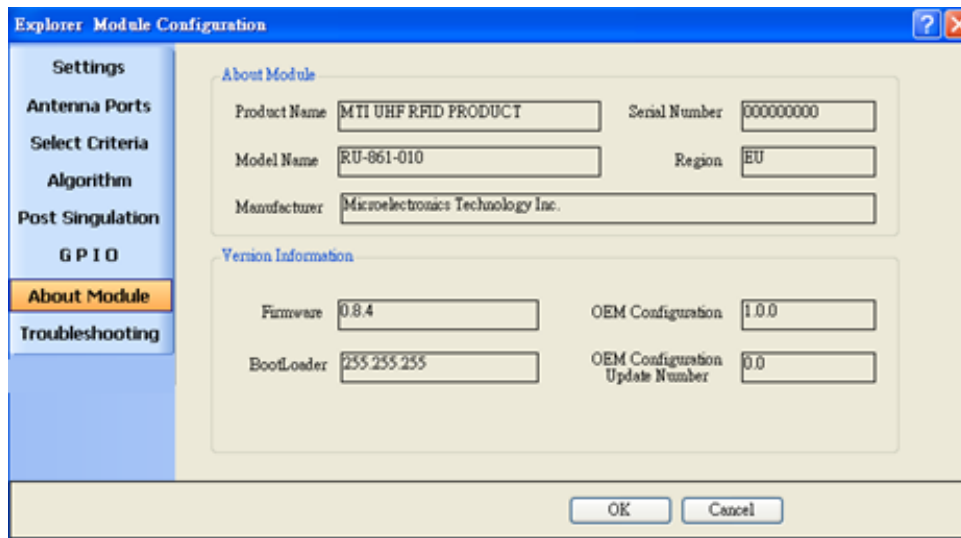 Explorer Module Configuration
Settings
Antenna Ports
Select Criteria
Algorithm
Post Singulation
G P I O
About Module
Troubleshooting
About Module
Product Name MTI UHF RFID PRODUCT Serial Number 000000000
Model Name RU-861-010 Region EU
Manufacturer Microelectronics Technology Inc.
Version Information
Firmware 0.8.4 OEM Configuration 1.0.0
BootLoader 255.255.255 OEM Configuration
Update Number 0.0
OK Cancel